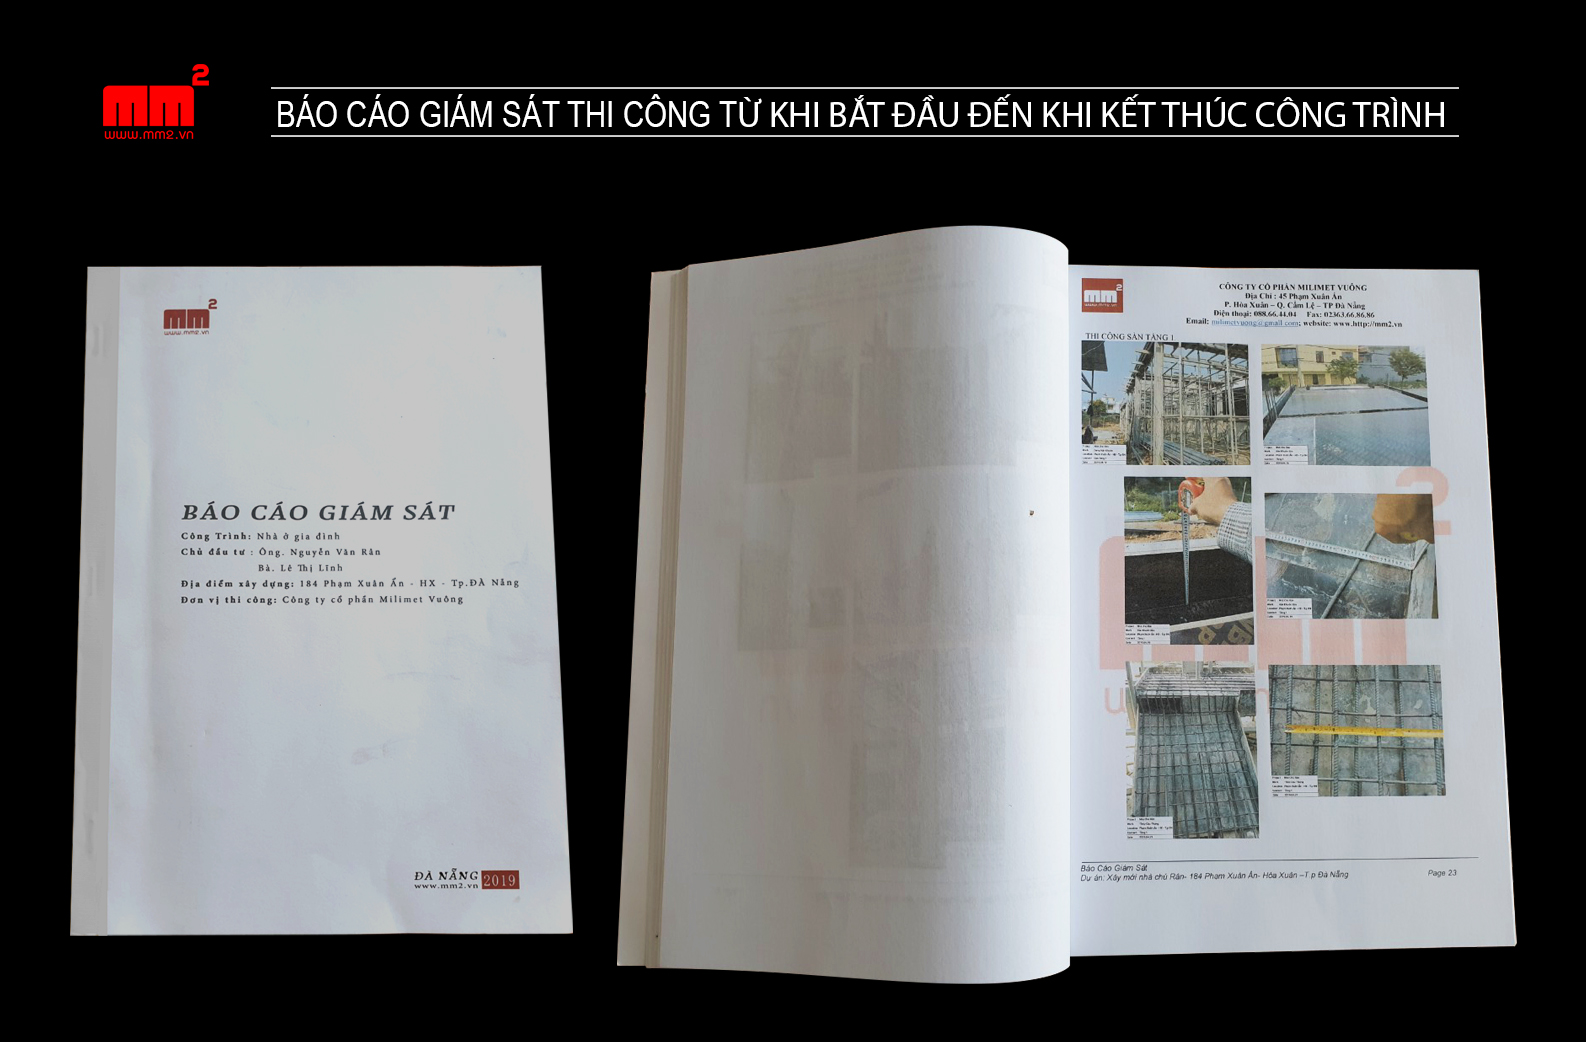 mm2
www.mm2.vn
BÁO CÁO GIÁM SÁT THI CÔNG TỪ KHI BẮT ĐẦU ĐẾN KHI KẾT THÚC CÔNG TRÌNH
mm2
www.mm2.vn
BÁO CÁO GIÁM SÁT
Công Trình: Nhà ở gia đình
Chủ đầu tư : Ông. Nguyễn Văn Rân
Bà. Lê Thị Lĩnh
Địa điểm xây dựng: 184 Phạm Xuân Ẩn - HX - Tp.ĐÀ Nẵng
Đơn vị thi công: Công ty cổ phần Milimet Vuông
ĐÀ NẴNG
www.mm2.vn 2019
mm2
CÔNG TY CỔ PHẦN MILIMET VUÔNG
Địa Chỉ : 45 Phạm Xuân Ẩn
P. Hòa Xuân – Q. Cẩm Lệ – TP Đà Nẵng
Điện thoại: 088.66.44.04 Fax: 02363.66.86.86
Email: milimetvuong@gmail.com; website: www.http://mm2.vn
THI CÔNG SÀN TẦNG 1
Báo Cáo Giám Sát
Dự án: Xây mới nhà chú Rân- 184 Phạm Xuân Ẩn- Hòa Xuân –T.p Đà Nẵng
Page 23